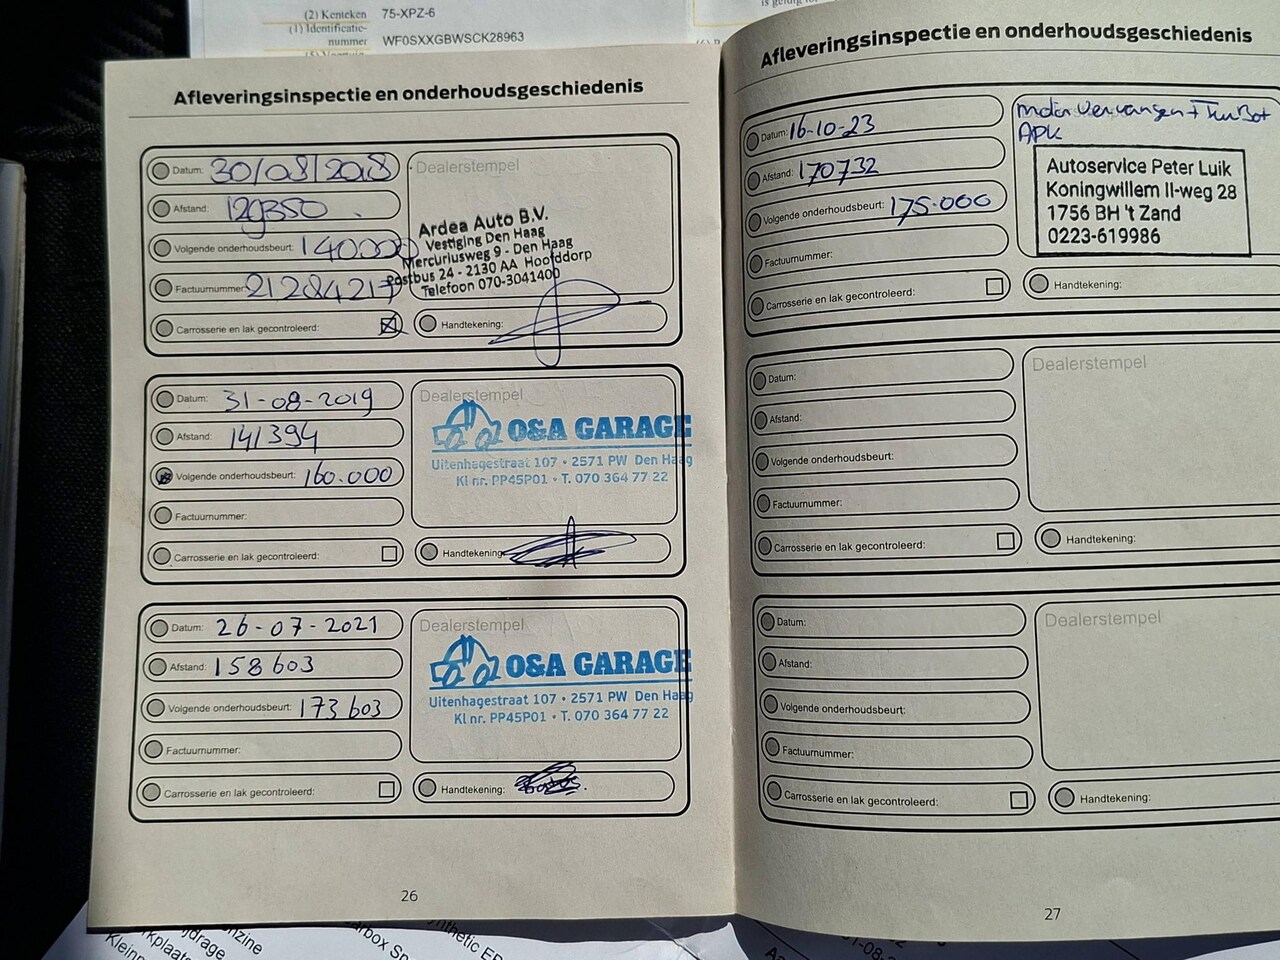 (2) Kenteken 75-XPZ-6
(1) Identificatie-
nummer WF0SXXGBWSCK28963
Afleveringsinspectie en onderhoudsgeschiedenis
Datum: 30/08/2018
Afstand: 129350
Volgende onderhoudsbeurt: 140.000
Factuurnummer: 21284217
Carrosserie en lak gecontroleerd:
Dealerstempel
Ardea Auto B.V.
Vestiging Den Haag
Mercuriusweg 9 - Den Haag
Postbus 24 - 2130 AA Hoofddorp
Telefoon 070-3041400
Handtekening:
Datum: 31-08-2019
Afstand: 141394
Volgende onderhoudsbeurt: 160.000
Factuurnummer:
Carrosserie en lak gecontroleerd:
Dealerstempel
O&A GARAGE
Uitenhagestraat 107 • 2571 PW Den Haag
Kl nr. PP45P01 • T. 070 364 77 22
Handtekening:
Datum: 26-07-2021
Afstand: 158603
Volgende onderhoudsbeurt: 173603
Factuurnummer:
Carrosserie en lak gecontroleerd:
Dealerstempel
O&A GARAGE
Uitenhagestraat 107 • 2571 PW Den Haag
Kl nr. PP45P01 • T. 070 364 77 22
Handtekening:
26
Afleveringsinspectie en onderhoudsgeschiedenis
Datum: 16-10-23
Afstand: 170732
Volgende onderhoudsbeurt: 175.000
Factuurnummer:
Carrosserie en lak gecontroleerd:
motor vervangen + Turbo
APK
Autoservice Peter Luik
Koningwillem II-weg 28
1756 BH 't Zand
0223-619986
Handtekening:
Datum:
Afstand:
Volgende onderhoudsbeurt:
Factuurnummer:
Carrosserie en lak gecontroleerd:
Dealerstempel
Handtekening:
Datum:
Afstand:
Volgende onderhoudsbeurt:
Factuurnummer:
Carrosserie en lak gecontroleerd:
Dealerstempel
Handtekening:
27